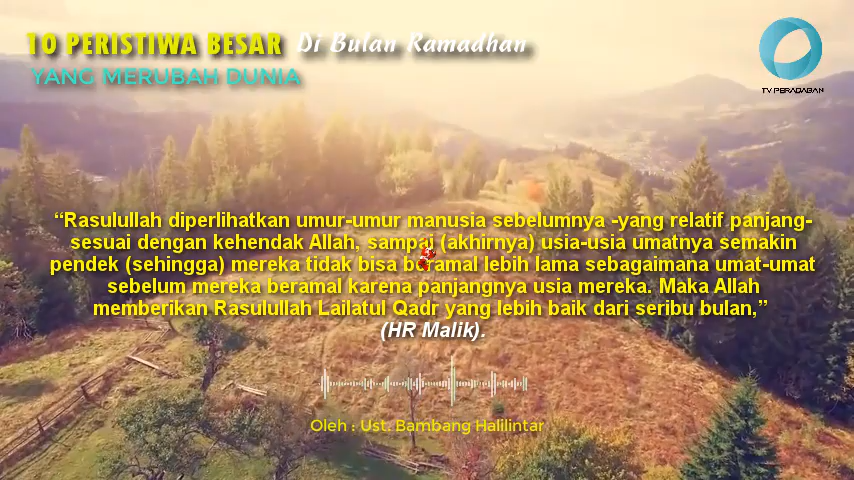 10 PERISTIWA BESAR Di Bulan Ramadhan
YANG MERUBAH DUNIA
TV PERADABAN
“Rasulullah diperlihatkan umur-umur manusia sebelumnya -yang relatif panjang-
sesuai dengan kehendak Allah, sampai (akhirnya) usia-usia umatnya semakin
pendek (sehingga) mereka tidak bisa beramal lebih lama sebagaimana umat-umat
sebelum mereka beramal karena panjangnya usia mereka. Maka Allah
memberikan Rasulullah Lailatul Qadr yang lebih baik dari seribu bulan,”
(HR Malik).
Oleh : Ust. Bambang Halilintar